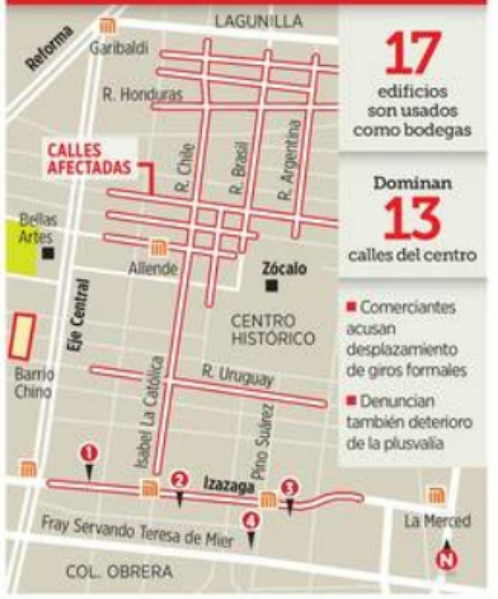 LAGUNILLA
Reforma
Garibaldi
R. Honduras
CALLES
AFECTADAS
R. Chile
R. Brasil
R. Argentina
Bellas
Artes
Allende
Zócalo
Eje Central
CENTRO
HISTÓRICO
Barrio
Chino
R. Uruguay
Isabel La Católica
Pino Suárez
1
2
Izazaga
3
4
Fray Servando Teresa de Mier
La Merced
N
COL. OBRERA
17
edificios
son usados
como bodegas
Dominan
13
calles del centro
Comerciantes
acusan
desplazamiento
de giros formales
Denuncian
también deterioro
de la plusvalía